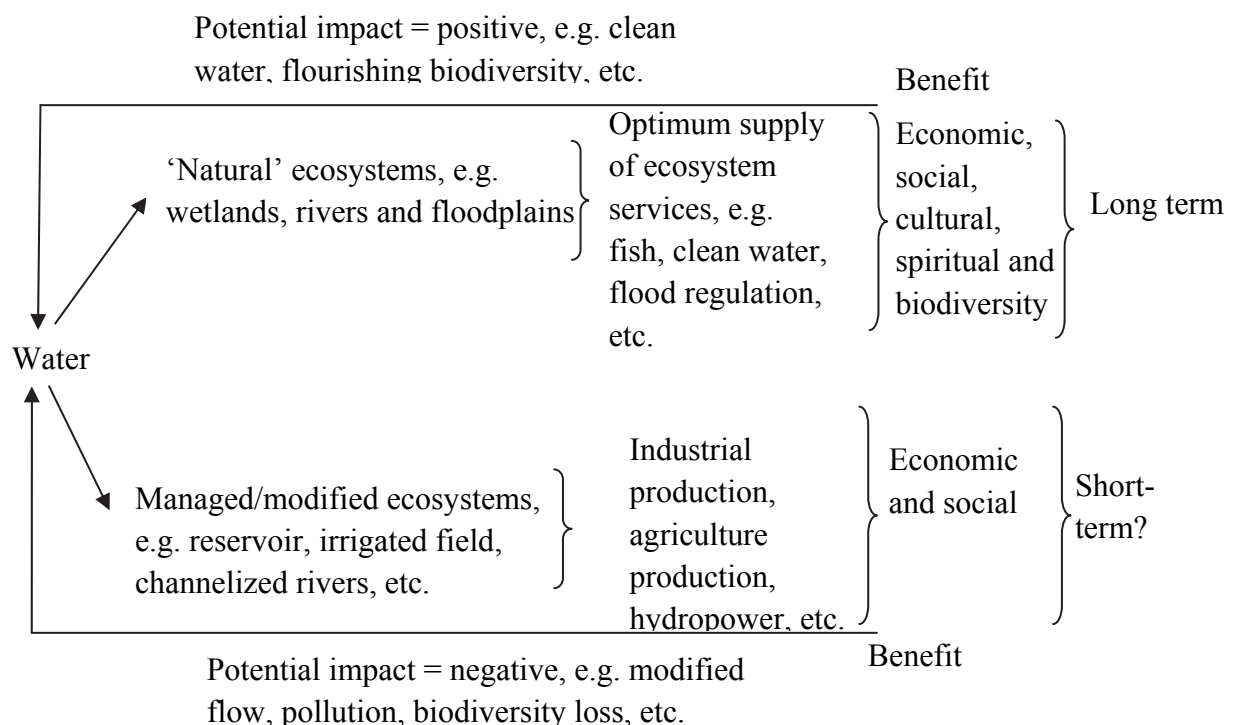 Potential impact = positive, e.g. clean
water, flourishing biodiversity, etc.
Benefit
‘Natural’ ecosystems, e.g.
wetlands, rivers and floodplains
Optimum supply
of ecosystem
services, e.g.
fish, clean water,
flood regulation,
etc.
Economic,
social,
cultural,
spiritual and
biodiversity
Long term
Water
Managed/modified ecosystems,
e.g. reservoir, irrigated field,
channelized rivers, etc.
Industrial
production,
agriculture
production,
hydropower, etc.
Economic
and social
Short-
term?
Benefit
Potential impact = negative, e.g. modified
flow, pollution, biodiversity loss, etc.